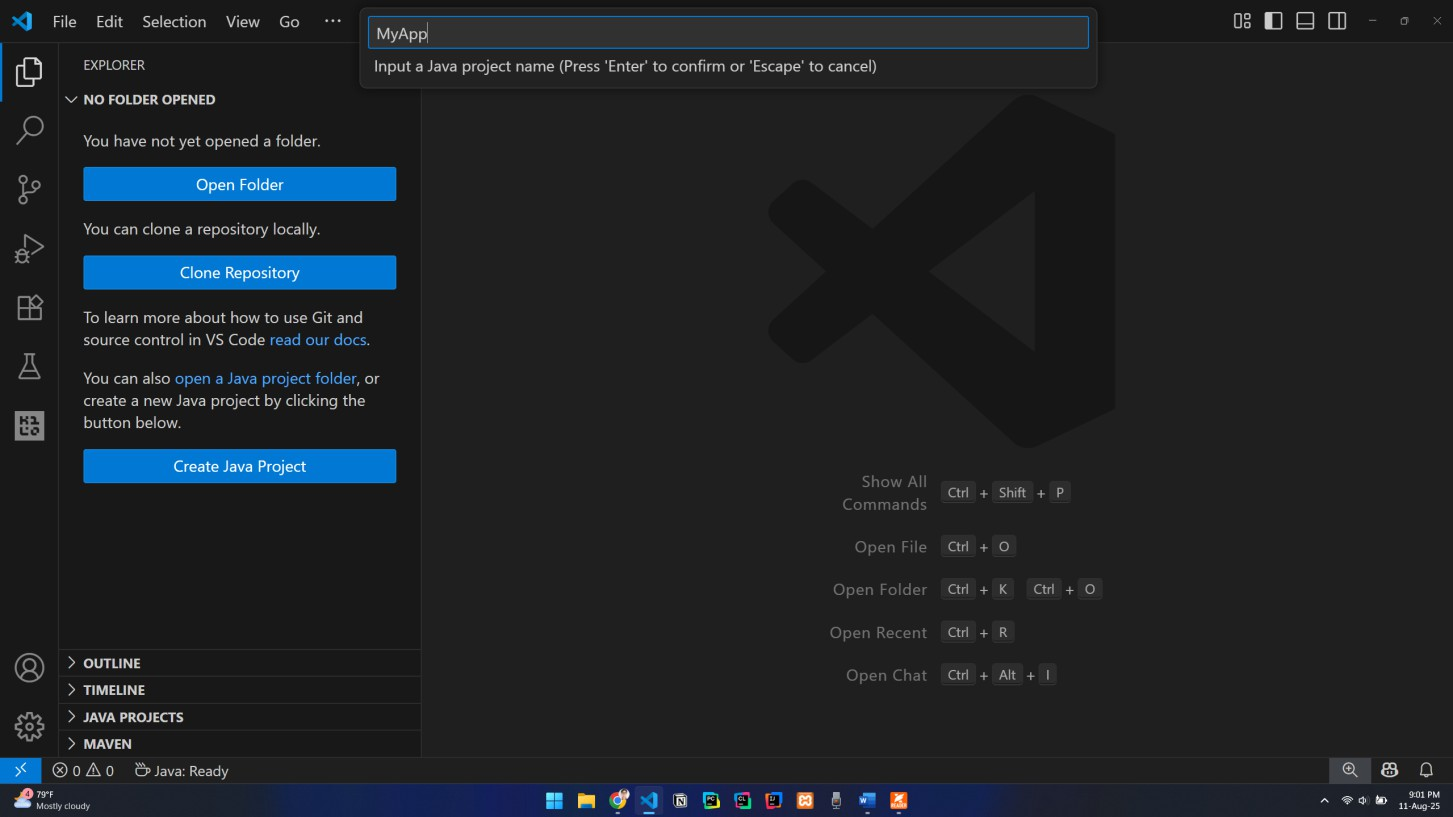 File Edit Selection View Go ···
MyApp
Input a Java project name (Press 'Enter' to confirm or 'Escape' to cancel)
EXPLORER
NO FOLDER OPENED
You have not yet opened a folder.
Open Folder
You can clone a repository locally.
Clone Repository
To learn more about how to use Git and
source control in VS Code read our docs.
You can also open a Java project folder, or
create a new Java project by clicking the
button below.
Create Java Project
Show All
Commands Ctrl + Shift + P
Open File Ctrl + O
Open Folder Ctrl + K Ctrl + O
Open Recent Ctrl + R
Open Chat Ctrl + Alt + I
OUTLINE
TIMELINE
JAVA PROJECTS
MAVEN
0 0 Java: Ready
4
79°F
Mostly cloudy
9:01 PM
11-Aug-25